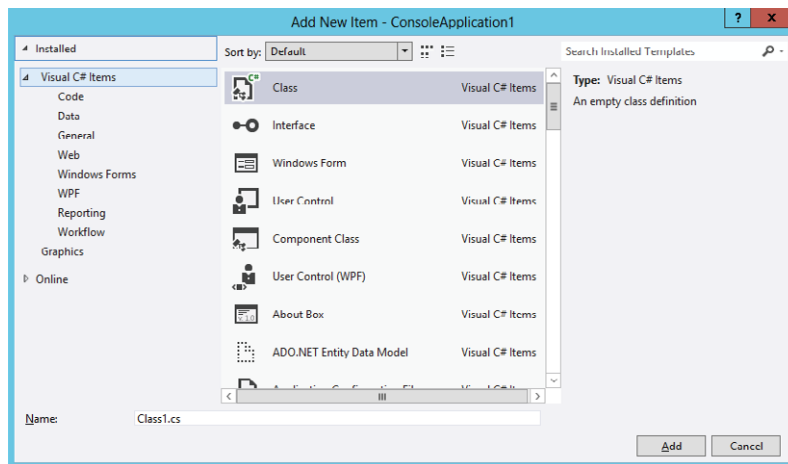 Add New Item - ConsoleApplication1
? x
Installed
Sort by: Default
Search Installed Templates
Visual C# Items
Code
Data
General
Web
Windows Forms
WPF
Reporting
Workflow
Graphics
Online
C#
Class Visual C# Items
Interface Visual C# Items
Windows Form Visual C# Items
User Control Visual C# Items
Component Class Visual C# Items
User Control (WPF) Visual C# Items
About Box Visual C# Items
ADO.NET Entity Data Model Visual C# Items
Type: Visual C# Items
An empty class definition
Name: Class1.cs
Add Cancel